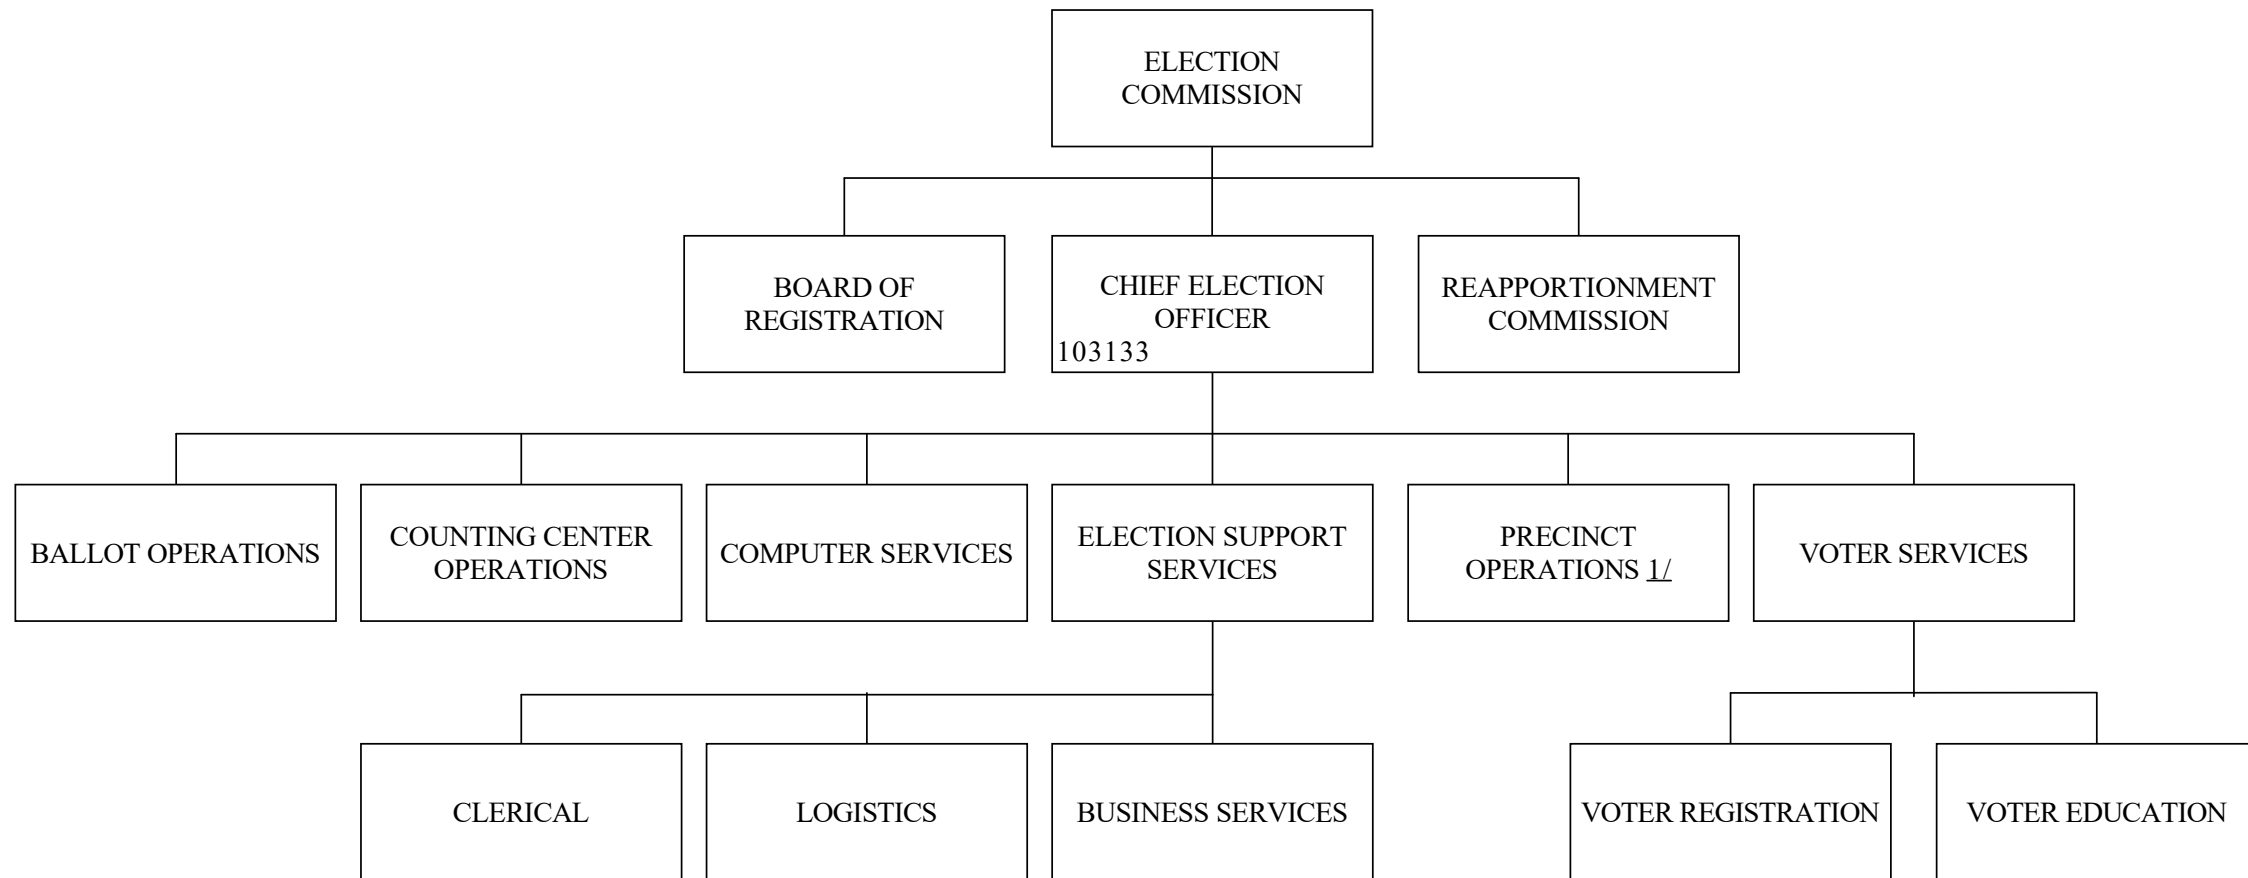 ELECTION
COMMISSION
BOARD OF
REGISTRATION
CHIEF ELECTION
OFFICER
103133
REAPPORTIONMENT
COMMISSION
BALLOT OPERATIONS
COUNTING CENTER
OPERATIONS
COMPUTER SERVICES
ELECTION SUPPORT
SERVICES
PRECINCT
OPERATIONS 1/
VOTER SERVICES
CLERICAL
LOGISTICS
BUSINESS SERVICES
VOTER REGISTRATION
VOTER EDUCATION